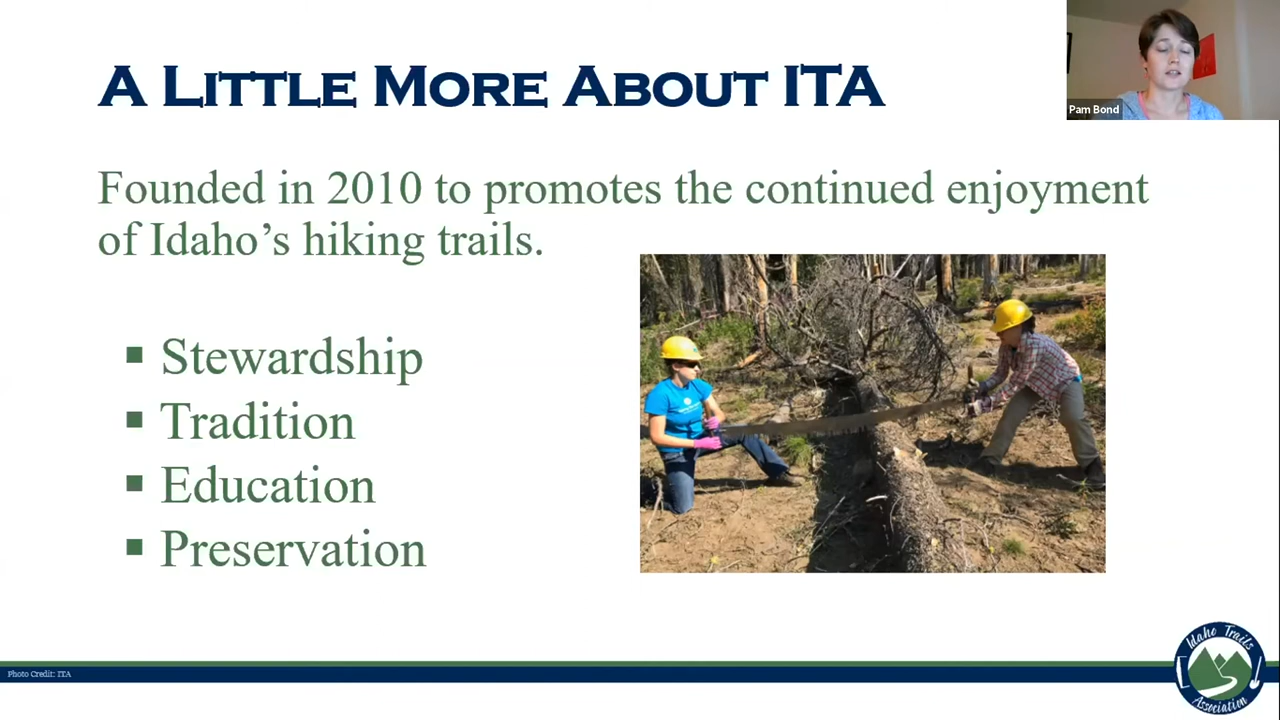 A LITTLE MORE ABOUT ITA
Pam Bond
Founded in 2010 to promotes the continued enjoyment
of Idaho’s hiking trails.
▪ Stewardship
▪ Tradition
▪ Education
▪ Preservation
Photo Credit: ITA
Idaho Trails
Association